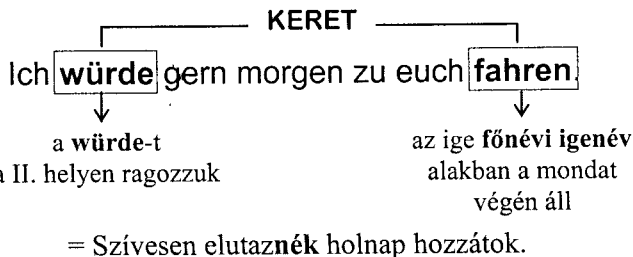 KERET
Ich würde gern morgen zu euch fahren.
a würde-t
a II. helyen ragozzuk
az ige főnévi igenév
alakban a mondat
végén áll
= Szívesen elutaznék holnap hozzátok.